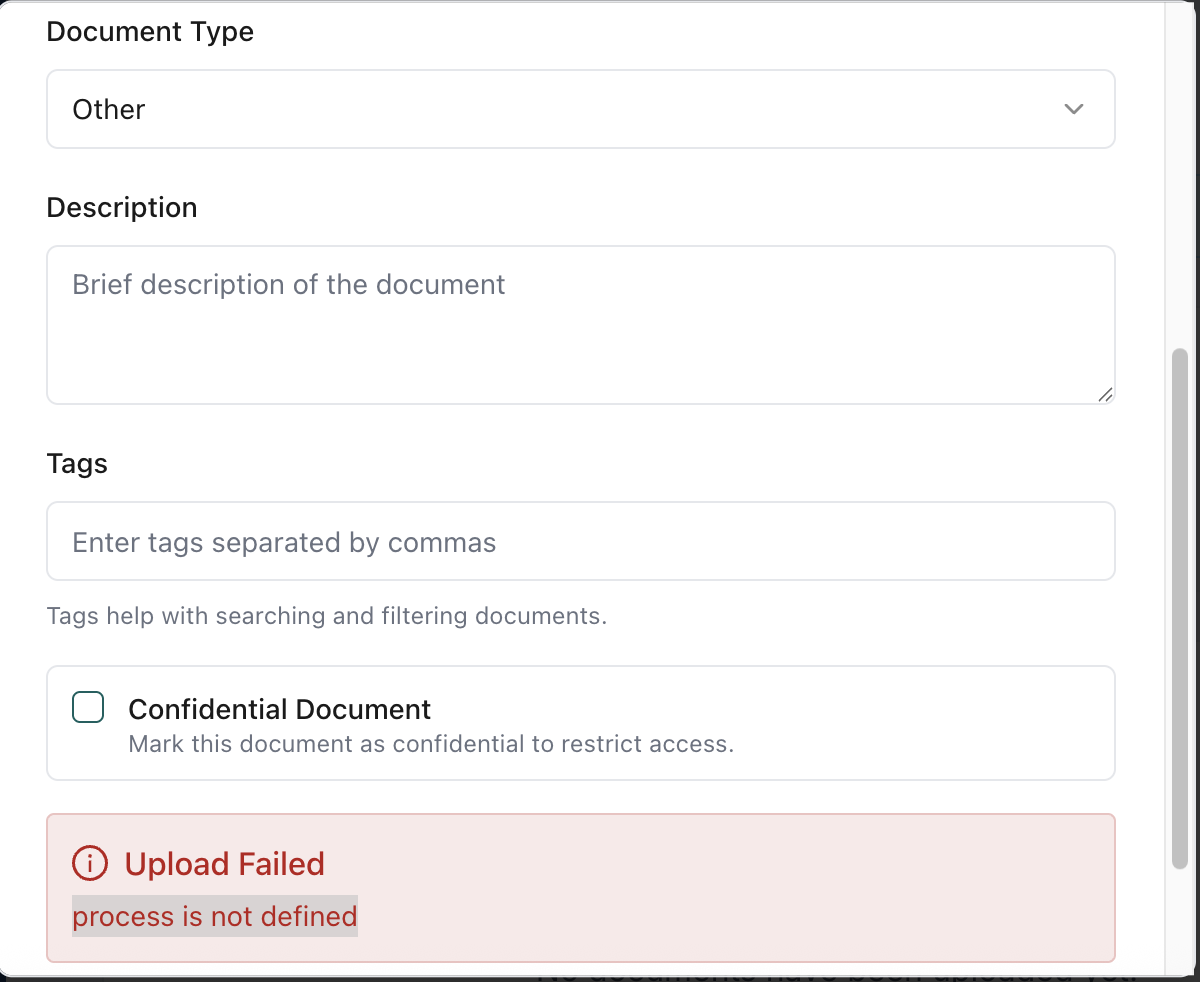 Document Type
Other
Description
Brief description of the document
Tags
Enter tags separated by commas
Tags help with searching and filtering documents.
Confidential Document
Mark this document as confidential to restrict access.
Upload Failed
process is not defined